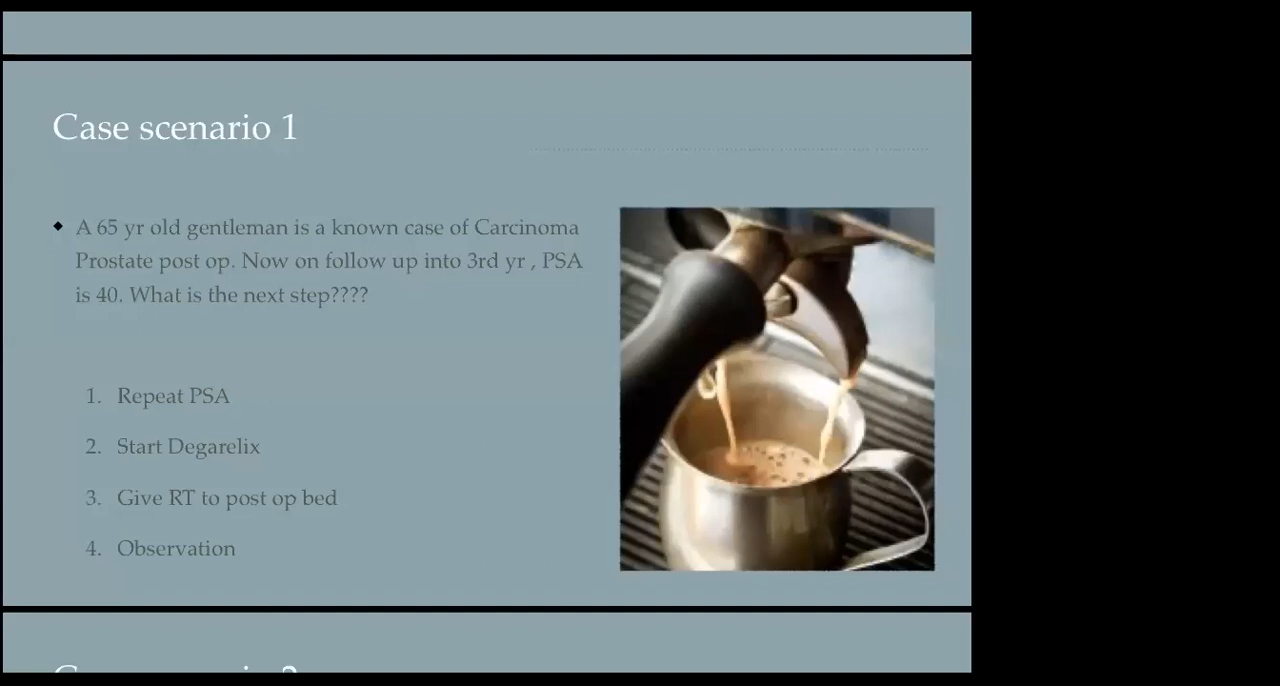 Case scenario 1
A 65 yr old gentleman is a known case of Carcinoma
Prostate post op. Now on follow up into 3rd yr , PSA
is 40. What is the next step????
1. Repeat PSA
2. Start Degarelix
3. Give RT to post op bed
4. Observation